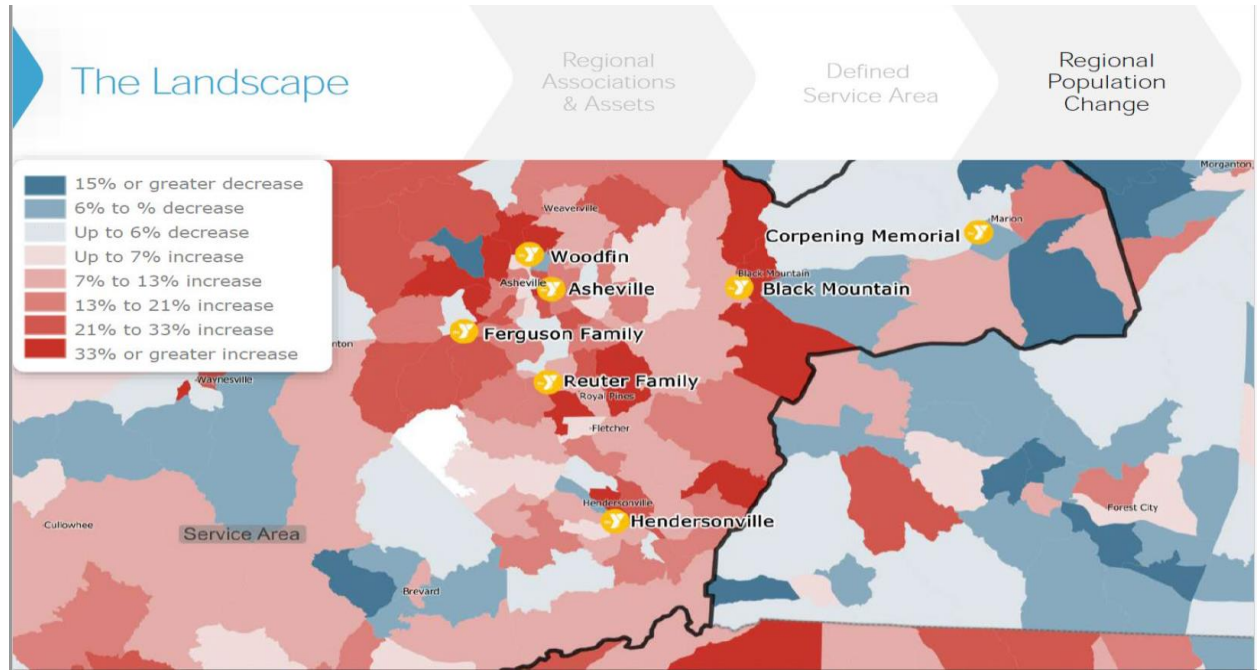 The Landscape
Regional
Associations
& Assets
Defined
Service Area
Regional
Population
Change
15% or greater decrease
6% to % decrease
Up to 6% decrease
Up to 7% increase
7% to 13% increase
13% to 21% increase
21% to 33% increase
33% or greater increase
Morganton
Weaverville
Marion
Corpening Memorial
Woodfin
Black Mountain
Asheville
Asheville
Black Mountain
Ferguson Family
nton
Waynesville
Reuter Family
Royal Pines
Fletcher
Hendersonville
Forest City
Cullowhee
Hendersonville
Service Area
Brevard